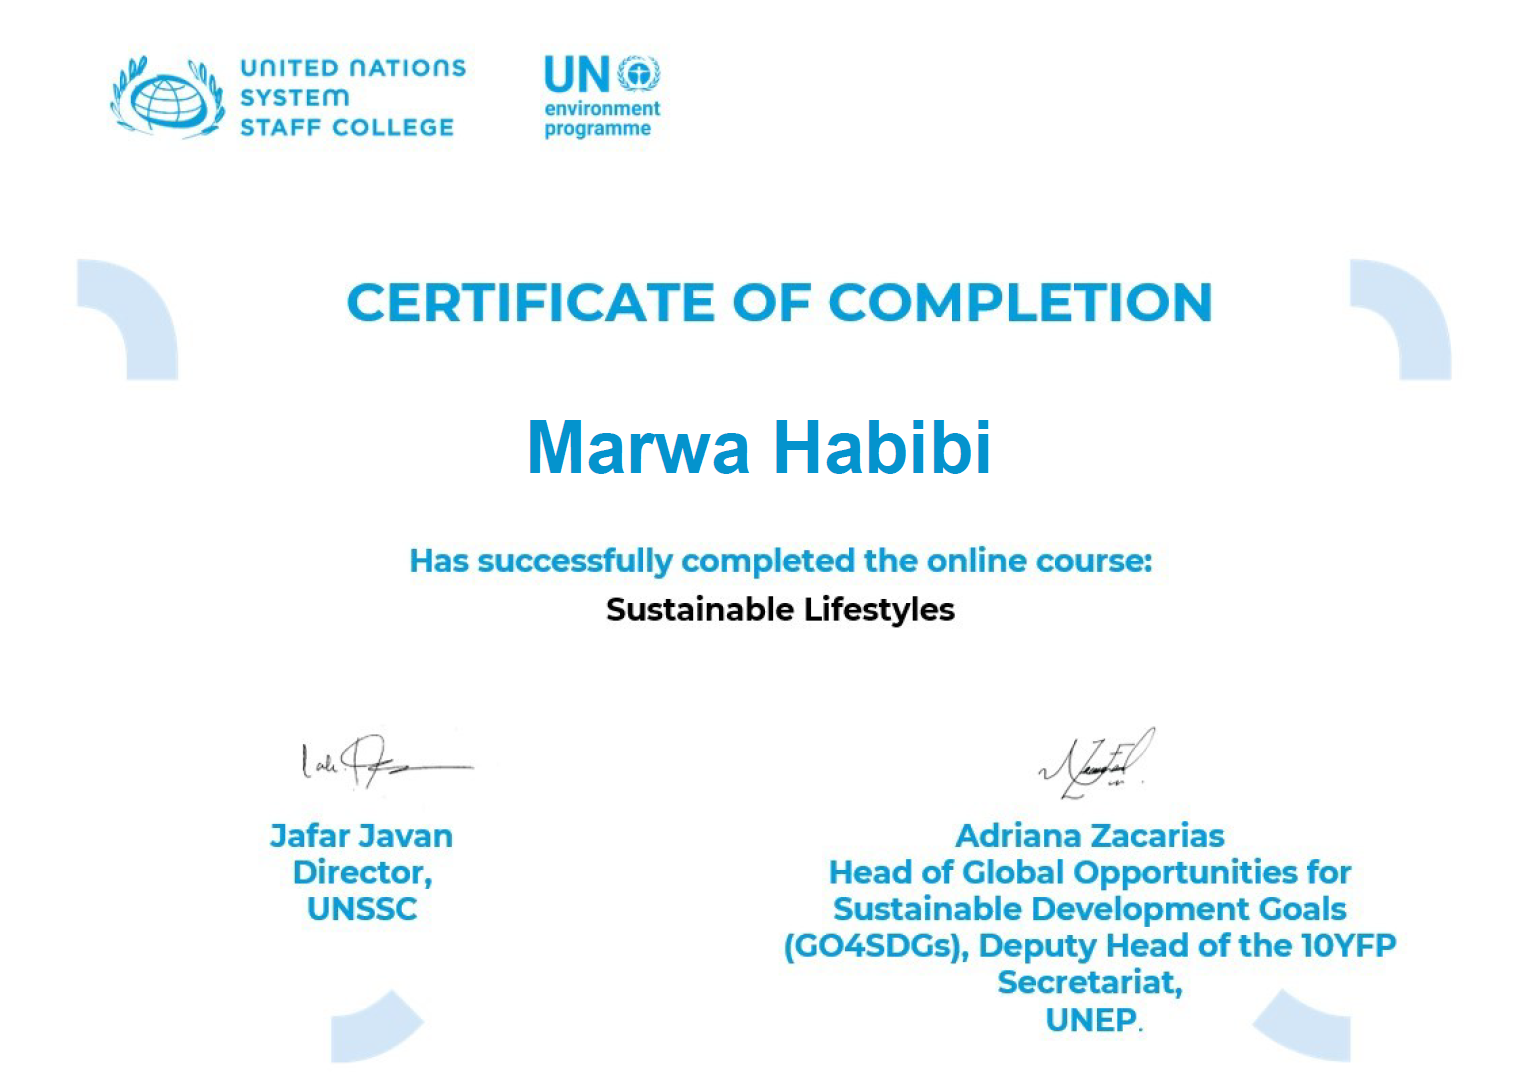 UNITED NATIONS
SYSTEM
STAFF COLLEGE
UN
environment
programme
CERTIFICATE OF COMPLETION
Marwa Habibi
Has successfully completed the online course:
Sustainable Lifestyles
Jafar Javan
Director,
UNSSC
Adriana Zacarias
Head of Global Opportunities for
Sustainable Development Goals
(GO4SDGs), Deputy Head of the 10YFP
Secretariat,
UNEP.